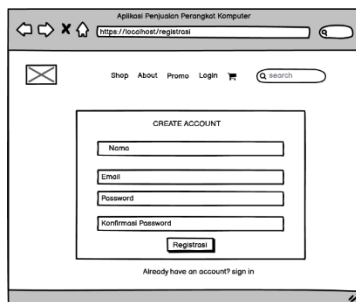 Aplikasi Penjualan Perangkat Komputer
https://localhost/registrasi
Shop About Promo Login search
CREATE ACCOUNT
Nama
Email
Password
Konfirmasi Password
Registrasi
Already have an account? sign in